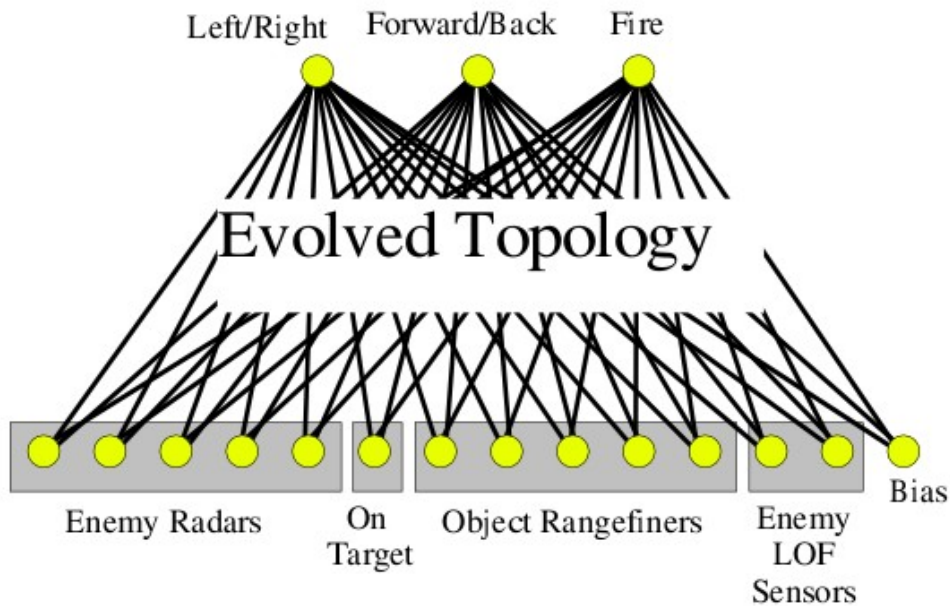 Left/Right Forward/Back Fire
Evolved Topology
Enemy Radars
On
Target
Object Rangefiners
Enemy
LOF
Sensors
Bias